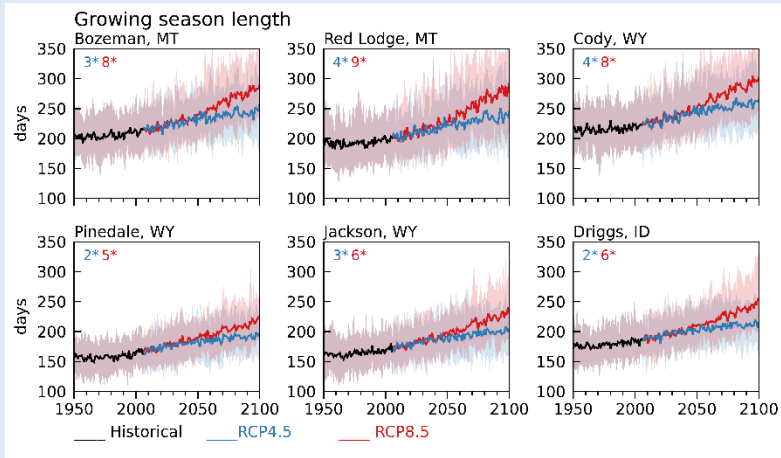 Growing season length
Bozeman, MT
Red Lodge, MT
Cody, WY
350
300
250
200
150
100
days
3* 8*
4* 9*
4* 8*
Pinedale, WY
Jackson, WY
Driggs, ID
350
300
250
200
150
100
days
2* 5*
3* 6*
2* 6*
1950 2000 2050 2100
1950 2000 2050 2100
1950 2000 2050 2100
Historical RCP4.5 RCP8.5